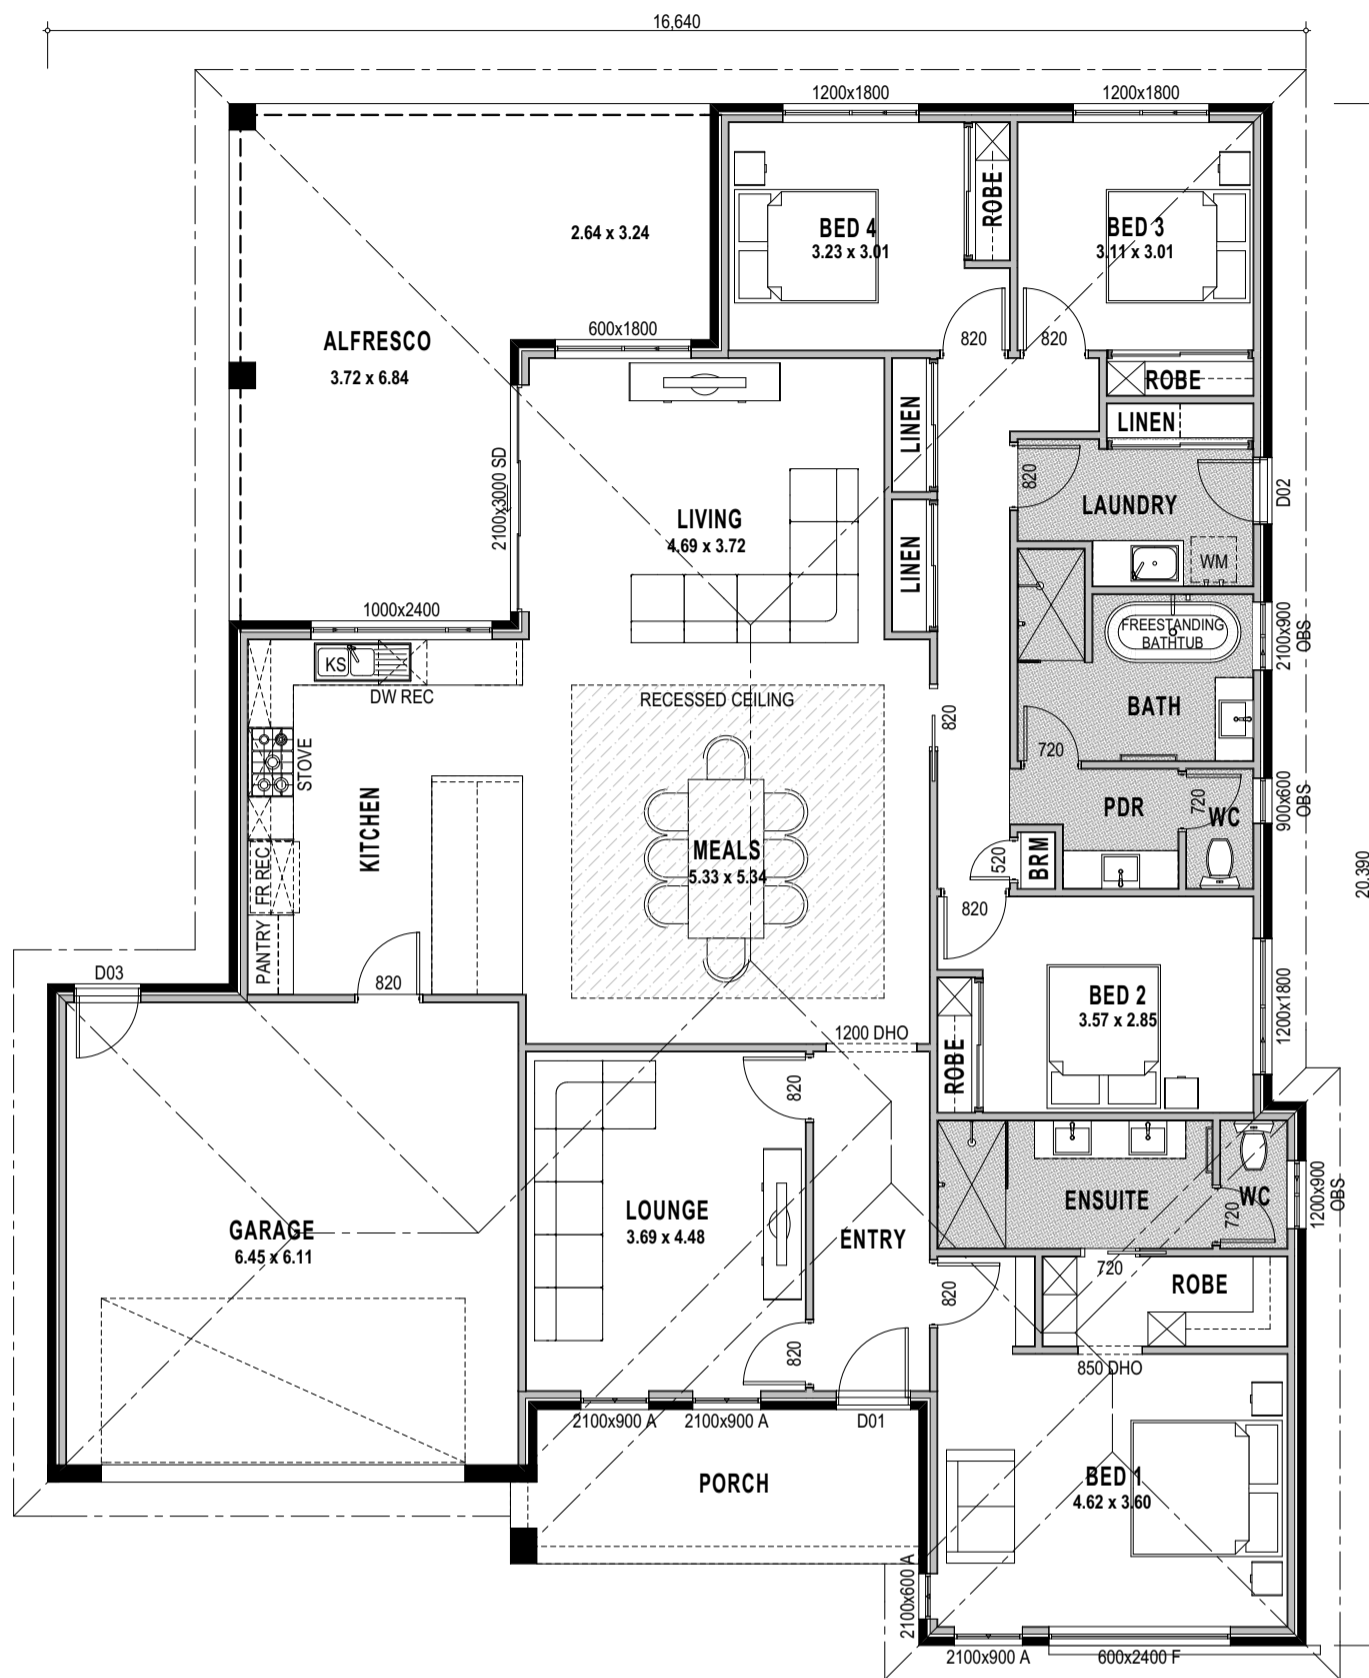 16,640
1200x1800
1200x1800
ROBE
BED 4
3.23 x 3.01
BED 3
3.11 x 3.01
2.64 x 3.24
600x1800
820
820
ALFRESCO
3.72 x 6.84
ROBE
LINEN
LINEN
820
D02
2100x3000 SD
LIVING
4.69 x 3.72
LAUNDRY
LINEN
WM
1000x2400
FREESTANDING
BATHTUB
2100x900
OBS
KS
DW REC
RECESSED CEILING
820
BATH
STOVE
720
900x600
OBS
PDR
720
WC
KITCHEN
MEALS
5.33 x 5.34
520
BRM
20,390
FR REC
PANTRY
820
D03
820
BED 2
3.57 x 2.85
1200x1800
1200 DHO
ROBE
820
LOUNGE
3.69 x 4.48
ENSUITE
WC
720
1200x900
OBS
GARAGE
6.45 x 6.11
ENTRY
720
820
ROBE
820
850 DHO
2100x900 A
2100x900 A
D01
PORCH
BED 1
4.62 x 3.60
2100x600 A
2100x900 A
600x2400 F